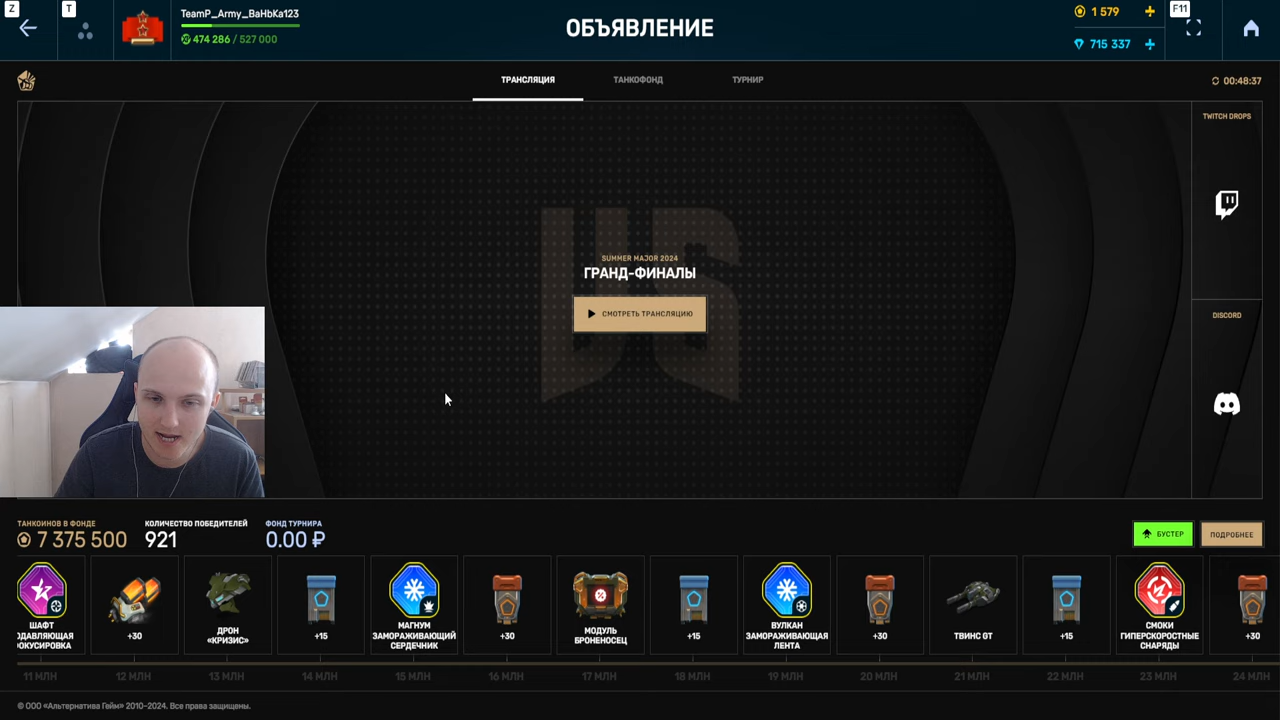 Z
T
TeamP_Army_BaHbKa123
474 286 / 527 000
ОБЪЯВЛЕНИЕ
1 579
715 337
F11
ТРАНСЛЯЦИЯ
ТАНКОФОНД
ТУРНИР
00:48:37
TWITCH DROPS
SUMMER MAJOR 2024
ГРАНД-ФИНАЛЫ
СМОТРЕТЬ ТРАНСЛЯЦИЮ
DISCORD
ТАНКОИНОВ В ФОНДЕ
7 375 500
КОЛИЧЕСТВО ПОБЕДИТЕЛЕЙ
921
ФОНД ТУРНИРА
0.00 ₽
БУСТЕР
ПОДРОБНЕЕ
ШАФТ
ОДАВЛЯЮЩАЯ
ОКУСИРОВКА
+30
ДРОН
«КРИЗИС»
+15
МАГНУМ
ЗАМОРАЖИВАЮЩИЙ
СЕРДЕЧНИК
+30
МОДУЛЬ
БРОНЕНОСЕЦ
+15
ВУЛКАН
ЗАМОРАЖИВАЮЩАЯ
ЛЕНТА
+30
ТВИНС GT
+15
СМОКИ
ГИПЕРСКОРОСТНЫЕ
СНАРЯДЫ
+30
11 МЛН
12 МЛН
13 МЛН
14 МЛН
15 МЛН
16 МЛН
17 МЛН
18 МЛН
19 МЛН
20 МЛН
21 МЛН
22 МЛН
23 МЛН
24 МЛН
© ООО «Альтернатива Гейм» 2010-2024. Все права защищены.